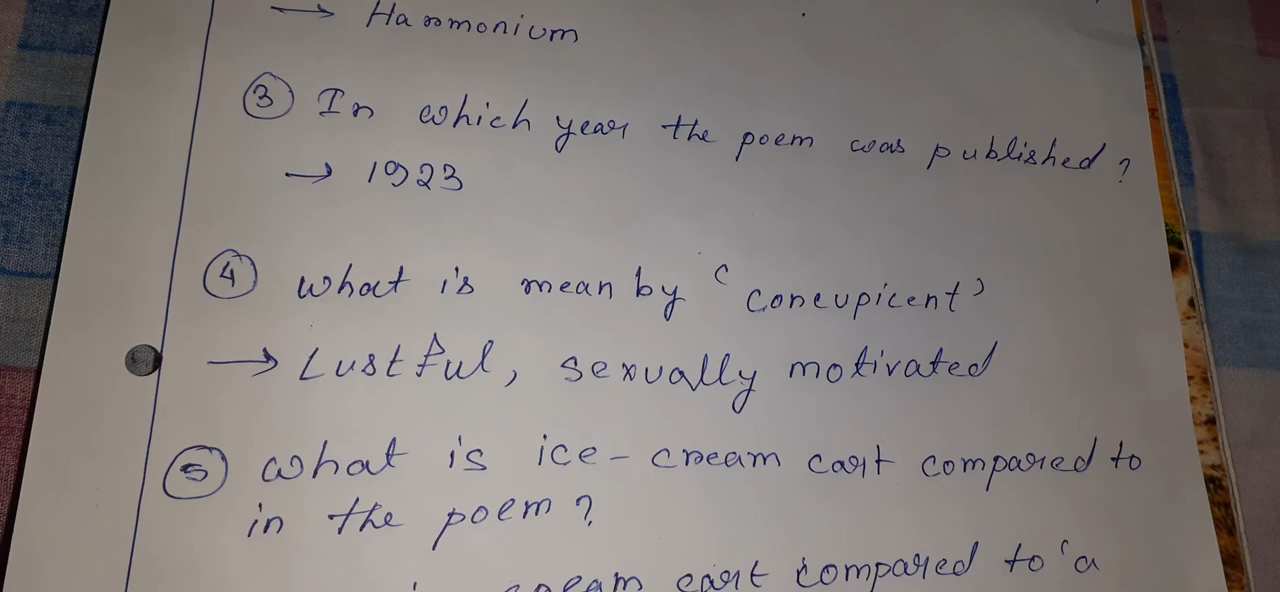 → Harmonium
③ In which year the poem was published?
→ 1923
④ What is mean by 'concupicent'
→ Lustful, sexually motivated
⑤ What is ice-cream cart compared to
in the poem?
cream cart compared to 'a